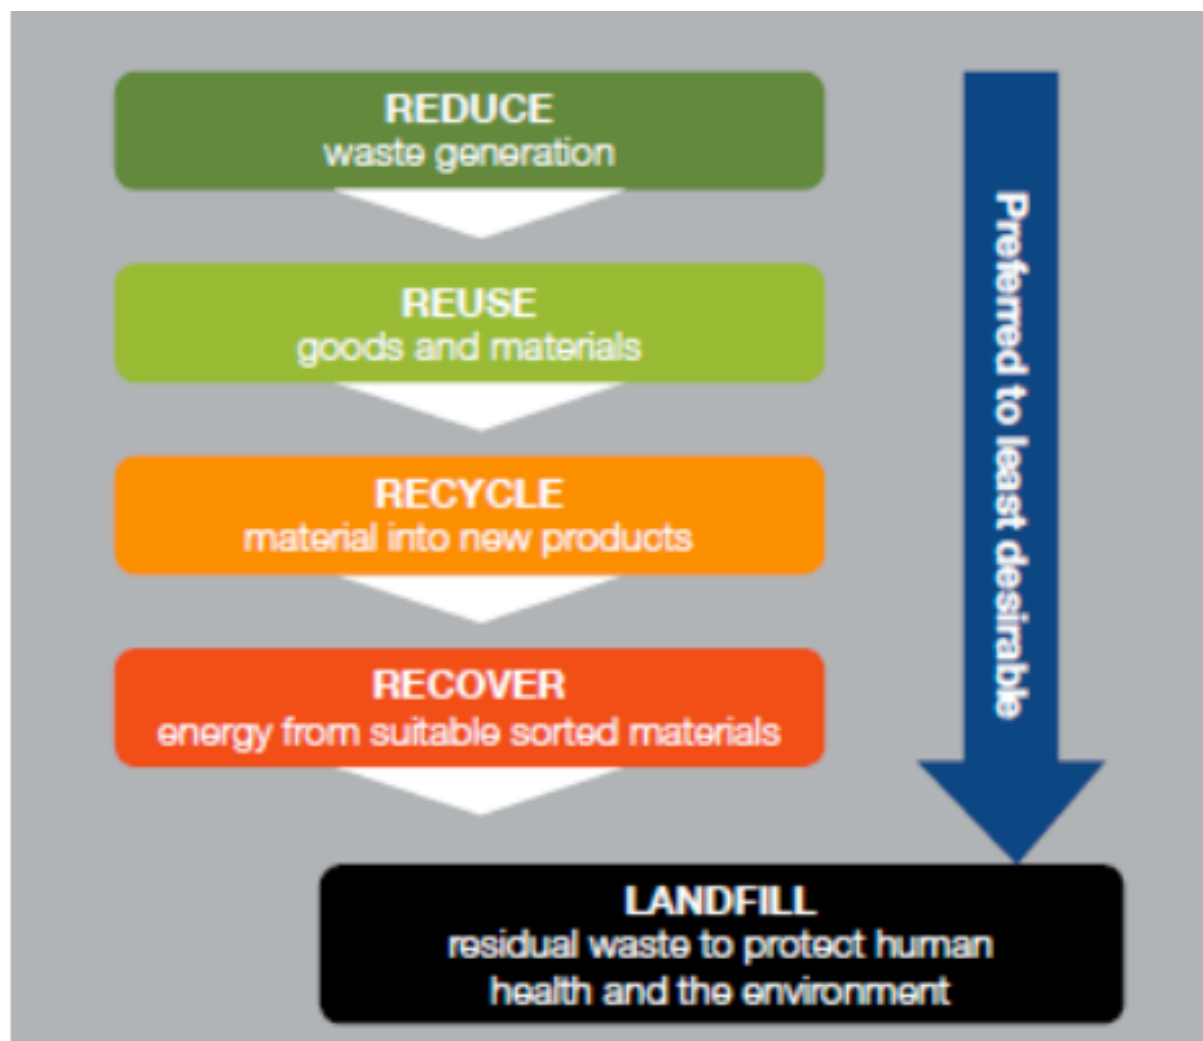 REDUCE
waste generation
REUSE
goods and materials
RECYCLE
material into new products
RECOVER
energy from suitable sorted materials
LANDFILL
residual waste to protect human
health and the environment
Preferred to least desirable